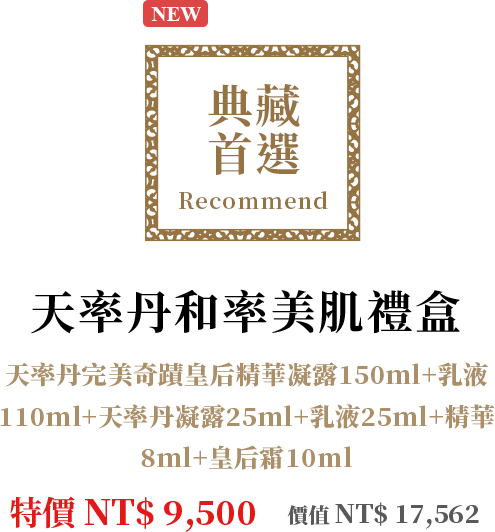 NEW
典藏
首選
Recommend
天率丹和率美肌禮盒
天率丹完美奇蹟皇后精華凝露150ml+乳液
110ml+天率丹凝露25ml+乳液25ml+精華
8ml+皇后霜10ml
特價 NT$ 9,500 價值 NT$ 17,562